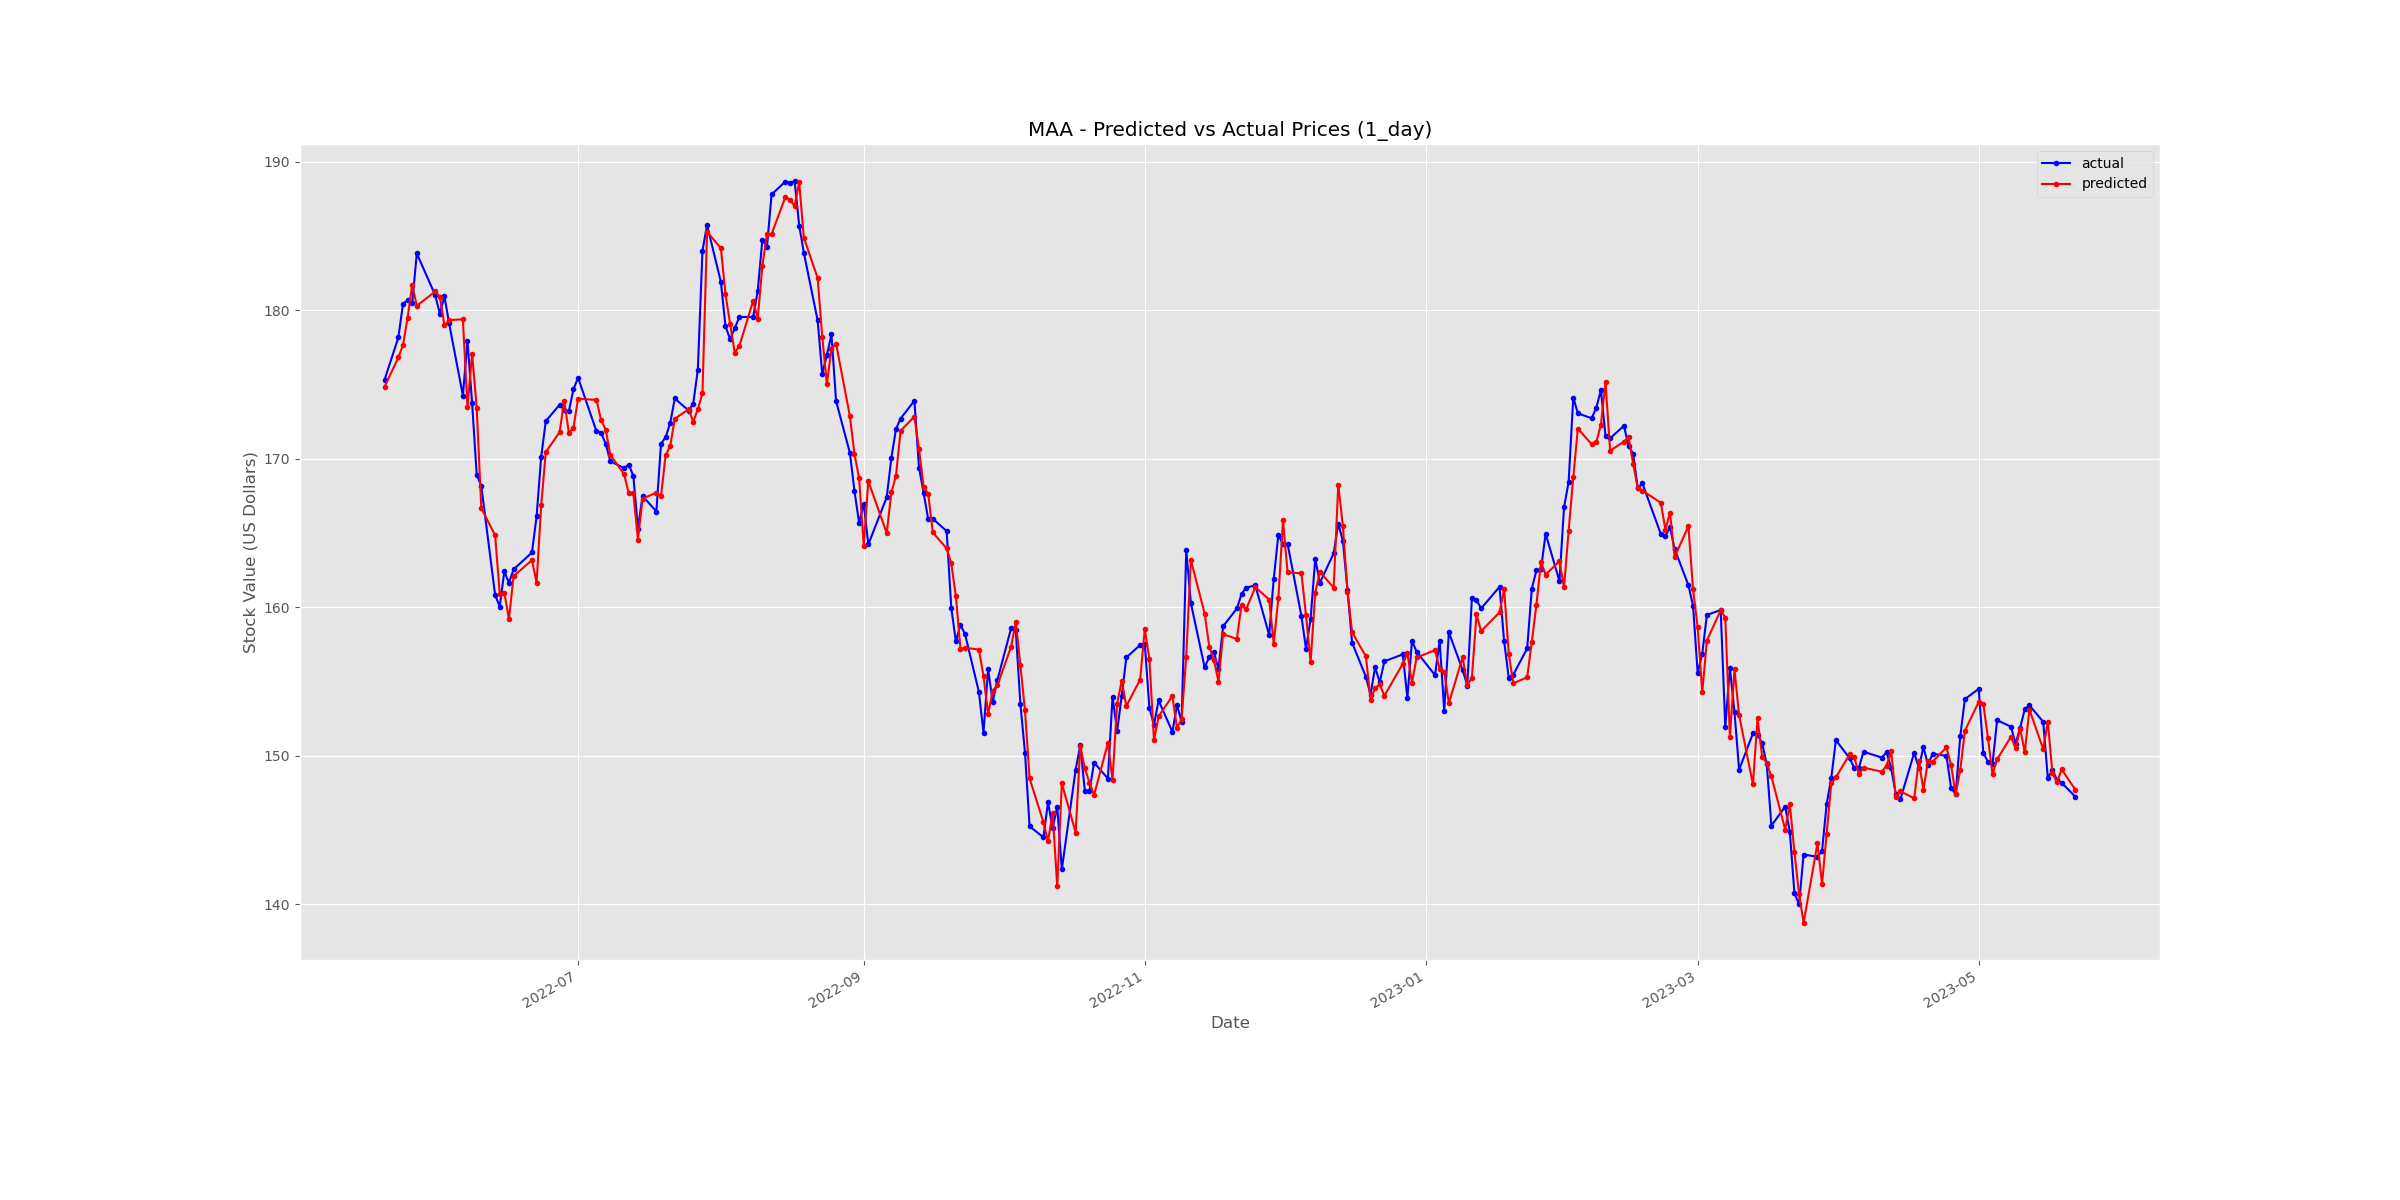 MAA - Predicted vs Actual Prices (1_day)
actual
predicted
190
180
170
160
150
140
Stock Value (US Dollars)
2022-07
2022-09
2022-11
2023-01
2023-03
2023-05
Date